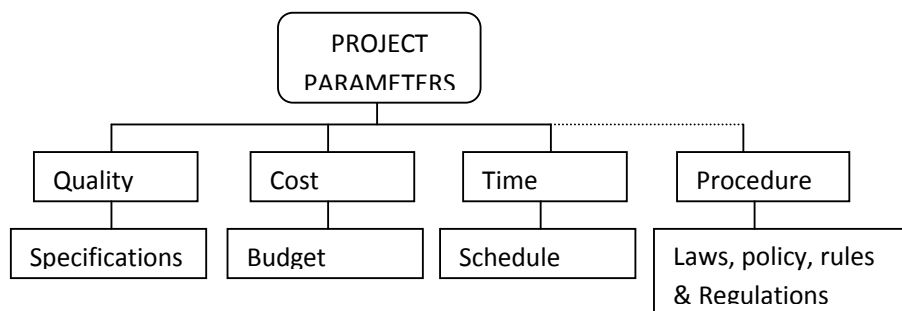 PROJECT
PARAMETERS
Quality
Cost
Time
Procedure
Specifications
Budget
Schedule
Laws, policy, rules
& Regulations